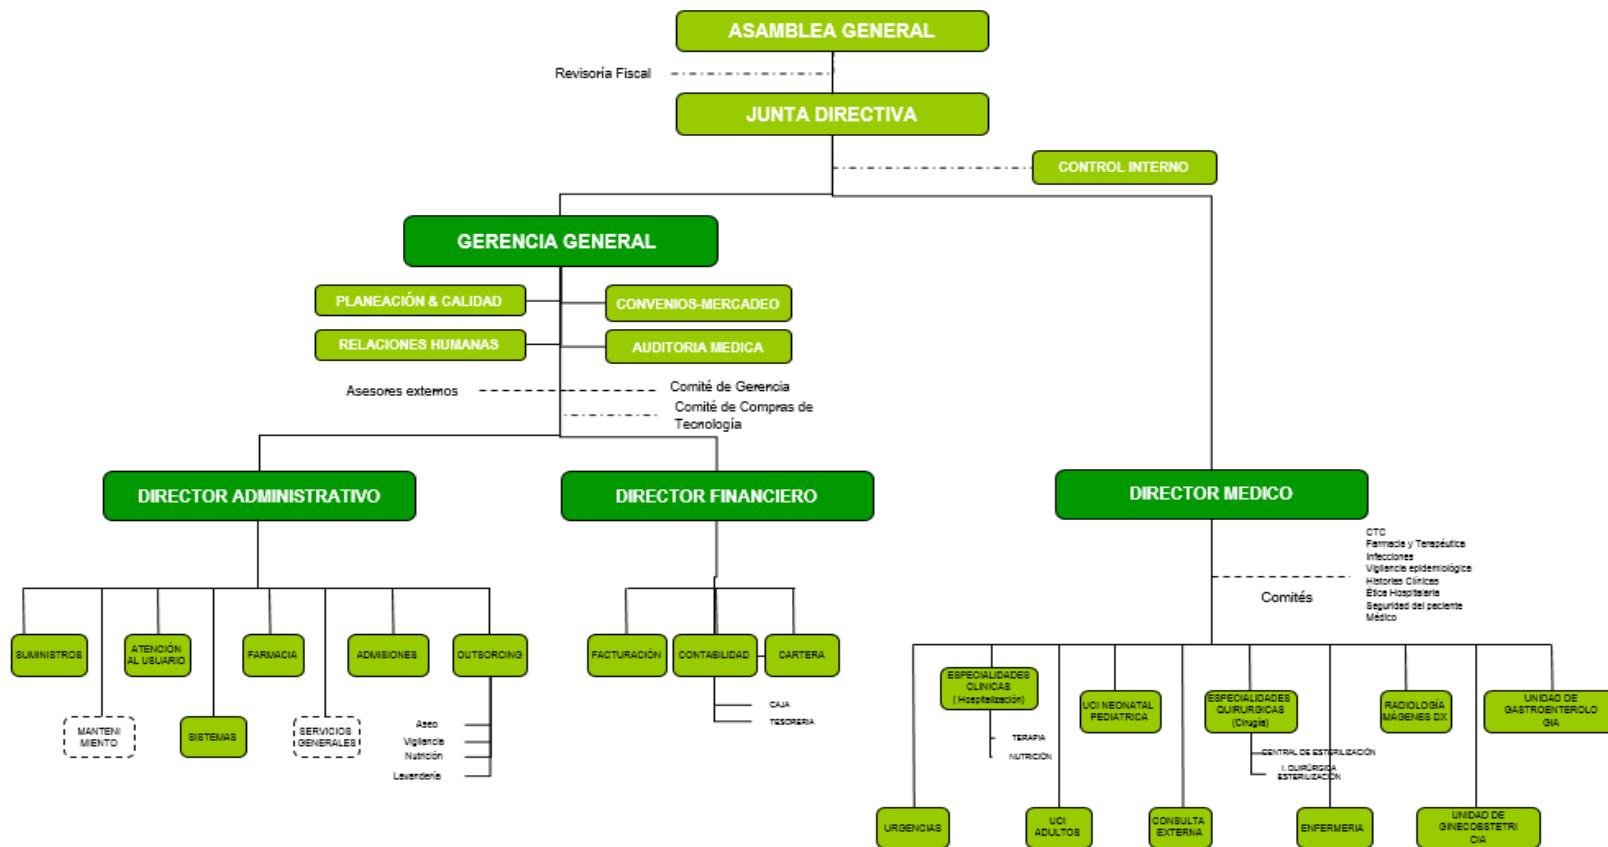 ASAMBLEA GENERAL
Revisoría Fiscal
JUNTA DIRECTIVA
CONTROL INTERNO
GERENCIA GENERAL
PLANEACIÓN & CALIDAD
CONVENIOS-MERCADEO
RELACIONES HUMANAS
AUDITORIA MEDICA
Asesores externos
Comité de Gerencia
Comité de Compras de
Tecnología
DIRECTOR ADMINISTRATIVO
DIRECTOR FINANCIERO
DIRECTOR MEDICO
CTC
Farmacia y Terapéutica
Infecciones
Vigilancia epidemiológica
Historias Clínicas
Ética Hospitalaria
Seguridad del paciente
Médico
Comités
SUMINISTROS
ATENCIÓN
AL USUARIO
FARMACIA
ADMISIONES
OUTSORCING
FACTURACIÓN
CONTABILIDAD
CARTERA
MANTENI
MIENTO
SISTEMAS
SERVICIOS
GENERALES
Aseo
Vigilancia
Nutrición
Lavandería
CAJA
TESORERIA
ESPECIALIDADES
CLINICAS
( Hospitalización)
TERAPIA
NUTRICIÓN
UCI NEONATAL
PEDIATRICA
ESPECIALIDADES
QUIRURGICAS
(Cirugía)
CENTRAL DE ESTERILIZACIÓN
I. QUIRÚRGICA
ESTERILIZACIÓN
RADIOLOGÍA
IMÁGENES DX
UNIDAD DE
GASTROENTEROLO
GIA
URGENCIAS
UCI
ADULTOS
CONSULTA
EXTERNA
ENFERMERIA
UNIDAD DE
GINECOBSTETRI
CIA